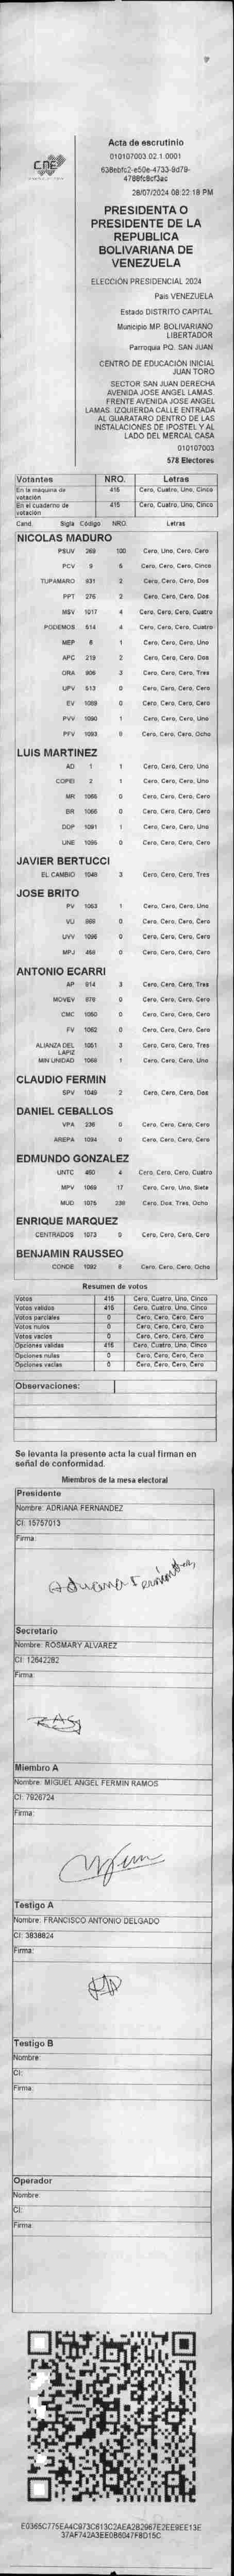 CNE
Acta de escrutinio
010107003.02.1.0001
638ebfc2-e50e-4733-9d79-
4786fc8cf3ac
28/07/2024 08:22:18 PM
PRESIDENTA O
PRESIDENTE DE LA
REPUBLICA
BOLIVARIANA DE
VENEZUELA
ELECCIÓN PRESIDENCIAL 2024
Pais VENEZUELA
Estado DISTRITO CAPITAL
Municipio MP. BOLIVARIANO
LIBERTADOR
Parroquia PQ. SAN JUAN
CENTRO DE EDUCACIÓN INICIAL
JUAN TORO
SECTOR SAN JUAN DERECHA
AVENIDA JOSE ANGEL LAMAS.
FRENTE AVENIDA JOSE ANGEL
LAMAS. IZQUIERDA CALLE ENTRADA
AL GUARATARO DENTRO DE LAS
INSTALACIONES DE IPOSTEL Y AL
LADO DEL MERCAL CASA
010107003
578 Electores
Votantes NRO. Letras
En la maquina de votación 415 Cero, Cuatro, Uno, Cinco
En el cuaderno de votación 415 Cero, Cuatro, Uno, Cinco
Cand. Sigla Código NRO. Letras
NICOLAS MADURO
PSUV 269 100 Cero, Uno, Cero, Cero
PCV 9 5 Cero, Cero, Cero, Cinco
TUPAMARO 931 2 Cero, Cero, Cero, Dos
PPT 276 2 Cero, Cero, Cero, Dos
MSV 1017 4 Cero, Cero, Cero, Cuatro
PODEMOS 514 4 Cero, Cero, Cero, Cuatro
MEP 6 1 Cero, Cero, Cero, Uno
APC 219 2 Cero, Cero, Cero, Dos
ORA 906 3 Cero, Cero, Cero, Tres
UPV 513 0 Cero, Cero, Cero, Cero
EV 1089 0 Cero, Cero, Cero, Cero
PVV 1090 1 Cero, Cero, Cero, Uno
PFV 1093 8 Cero, Cero, Cero, Ocho
LUIS MARTINEZ
AD 1 1 Cero, Cero, Cero, Uno
COPEI 2 1 Cero, Cero, Cero, Uno
MR 1066 0 Cero, Cero, Cero, Cero
BR 0 Cero, Cero, Cero, Cero
DDP 1091 1 Cero, Cero, Cero, Uno
UNE 1095 0 Cero, Cero, Cero, Cero
JAVIER BERTUCCI
EL CAMBIO 1048 3 Cero, Cero, Cero, Tres
JOSE BRITO
PV 1053 1 Cero, Cero, Cero, Uno
VU 968 0 Cero, Cero, Cero, Cero
UVV 1096 0 Cero, Cero, Cero, Cero
MPJ 458 0 Cero, Cero, Cero, Cero
ANTONIO ECARRI
AP 914 3 Cero, Cero, Cero, Tres
MOVEV 978 0 Cero, Cero, Cero, Cero
CMC 1050 0 Cero, Cero, Cero, Cero
FV 1062 0 Cero, Cero, Cero, Cero
ALIANZA DEL LAPIZ 1051 3 Cero, Cero, Cero, Tres
MIN UNIDAD 1068 1 Cero, Cero, Cero, Uno
CLAUDIO FERMIN
SPV 1049 2 Cero, Cero, Cero, Dos
DANIEL CEBALLOS
VPA 236 0 Cero, Cero, Cero, Cero
AREPA 1094 0 Cero, Cero, Cero, Cero
EDMUNDO GONZALEZ
UNTC 450 4 Cero, Cero, Cero, Cuatro
MPV 1069 17 Cero, Cero, Uno, Siete
MUD 1075 238 Cero, Dos, Tres, Ocho
ENRIQUE MARQUEZ
CENTRADOS 1073 0 Cero, Cero, Cero, Cero
BENJAMIN RAUSSEO
CONDE 1092 8 Cero, Cero, Cero, Ocho
Resumen de votos
Votos 415 Cero, Cuatro, Uno, Cinco
Votos validos 415 Cero, Cuatro, Uno, Cinco
Votos parciales 0 Cero, Cero, Cero, Cero
Votos nulos 0 Cero, Cero, Cero, Cero
Votos vacios 0 Cero, Cero, Cero, Cero
Opciones validas 415 Cero, Cuatro, Uno, Cinco
Opciones nulas 0 Cero, Cero, Cero, Cero
Opciones vacias 0 Cero, Cero, Cero, Cero
Observaciones:
Se levanta la presente acta la cual firman en
señal de conformidad.
Miembros de la mesa electoral
Presidente
Nombre: ADRIANA FERNANDEZ
CI: 15757013
Firma:
Adriana Fernández
Secretario
Nombre: ROSMARY ALVAREZ
CI: 12642282
Firma:
Miembro A
Nombre: MIGUEL ANGEL FERMIN RAMOS
CI: 7926724
Firma:
Testigo A
Nombre: FRANCISCO ANTONIO DELGADO
CI: 3838824
Firma:
Testigo B
Nombre:
CI:
Firma:
Operador
Nombre:
CI:
Firma:
E0365C775EA4C973C613C2AEA282967E2EE9EE13E
37AF742A3EE086047F8D15C